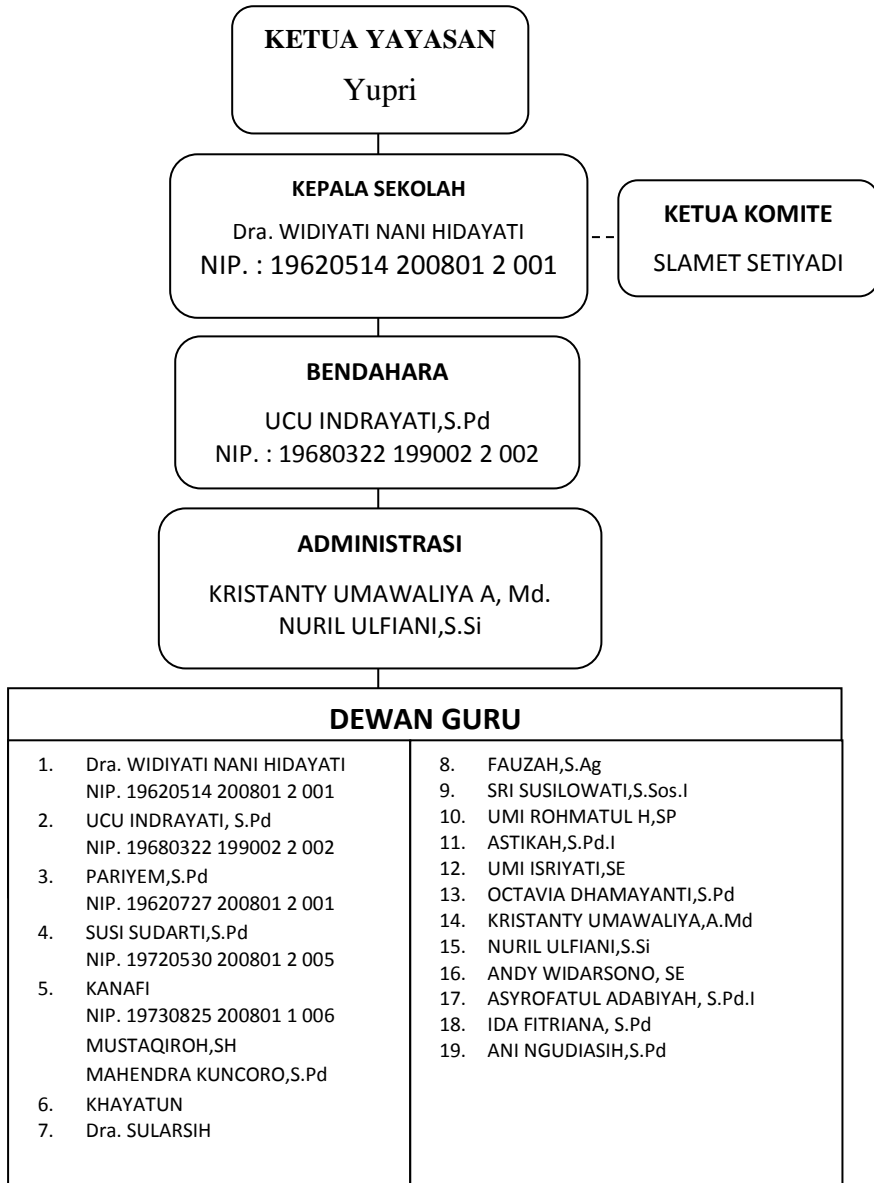 KETUA YAYASAN
Yupri
KEPALA SEKOLAH
Dra. WIDIYATI NANI HIDAYATI
NIP. : 19620514 200801 2 001
KETUA KOMITE
SLAMET SETIYADI
BENDAHARA
UCU INDRAYATI,S.Pd
NIP. : 19680322 199002 2 002
ADMINISTRASI
KRISTANTY UMAWALIYA A, Md.
NURIL ULFIANI,S.Si
DEWAN GURU
1. Dra. WIDIYATI NANI HIDAYATI
NIP. 19620514 200801 2 001
2. UCU INDRAYATI, S.Pd
NIP. 19680322 199002 2 002
3. PARIYEM,S.Pd
NIP. 19620727 200801 2 001
4. SUSI SUDARTI,S.Pd
NIP. 19720530 200801 2 005
5. KANAFI
NIP. 19730825 200801 1 006
MUSTAQIROH,SH
MAHENDRA KUNCORO,S.Pd
6. KHAYATUN
7. Dra. SULARSIH
8. FAUZAH,S.Ag
9. SRI SUSILOWATI,S.Sos.I
10. UMI ROHMATUL H,SP
11. ASTIKAH,S.Pd.I
12. UMI ISRIYATI,SE
13. OCTAVIA DHAMAYANTI,S.Pd
14. KRISTANTY UMAWALIYA,A.Md
15. NURIL ULFIANI,S.Si
16. ANDY WIDARSONO, SE
17. ASYROFATUL ADABIYAH, S.Pd.I
18. IDA FITRIANA, S.Pd
19. ANI NGUDIASIH,S.Pd